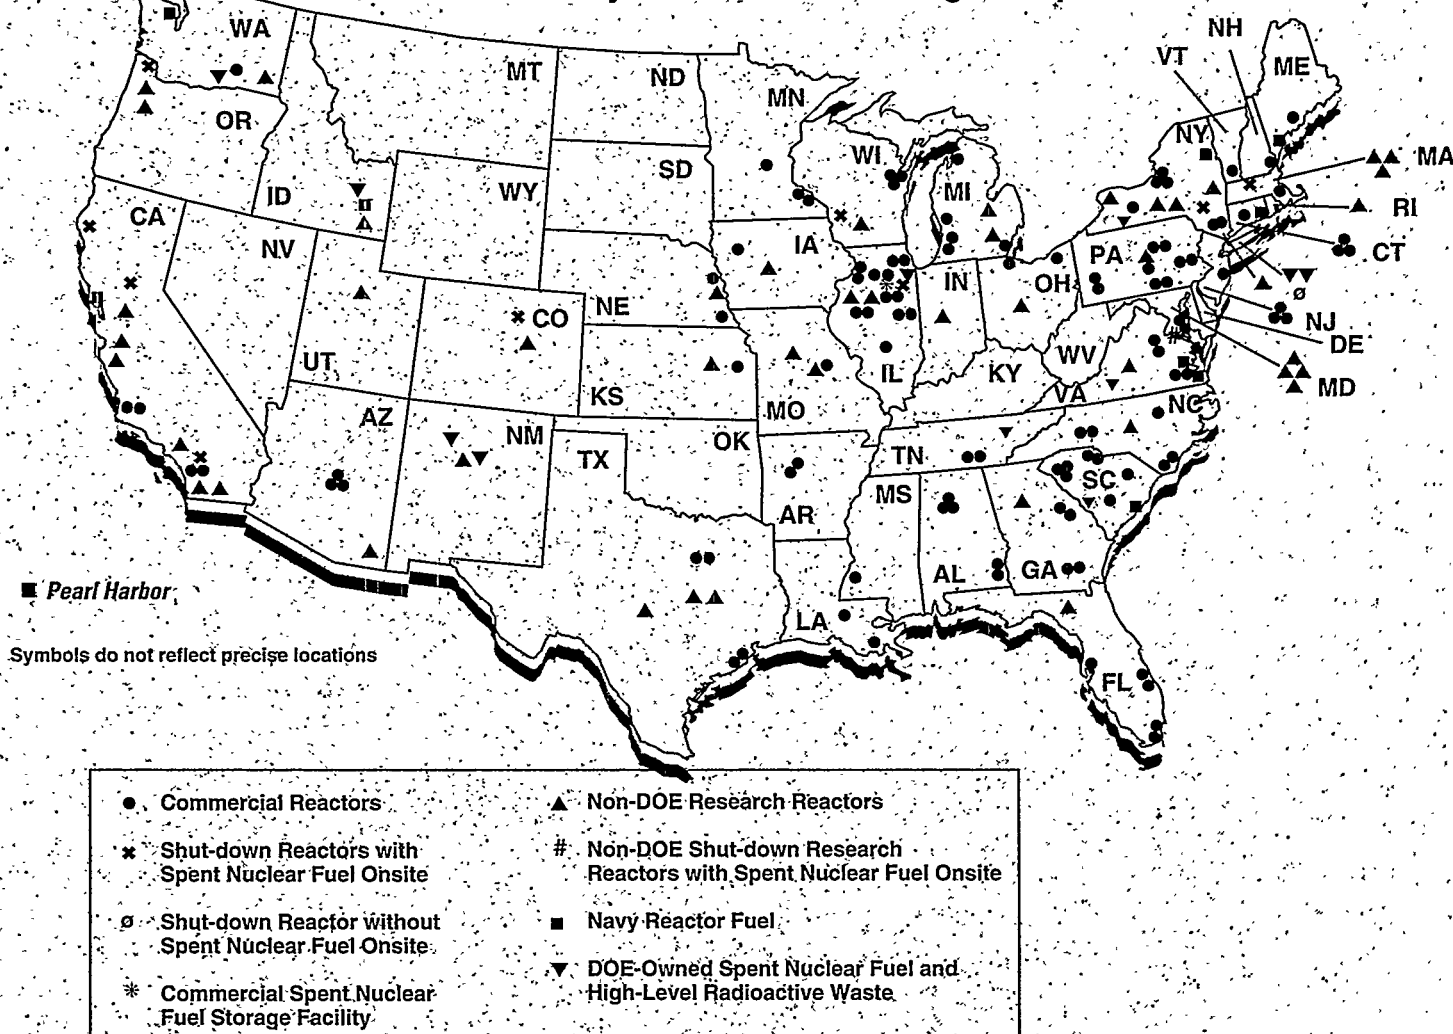 NH
VT
WA
MT
ND
MN
ME
OR
NY
WI
MA
SD
MI
ID
WY
RI
CA
NV
IA
PA
CT
NE
IN
OH
CO
NJ
DE
UT
WV
IL
KY
MD
KS
VA
MO
NC
AZ
NM
OK
TN
TX
SC
MS
AR
AL
GA
Pearl Harbor
LA
Symbols do not reflect precise locations
FL
Commercial Reactors
Non-DOE Research Reactors
Shut-down Reactors with
Spent Nuclear Fuel Onsite
# Non-DOE Shut-down Research
Reactors with Spent Nuclear Fuel Onsite
Shut-down Reactor without
Spent Nuclear Fuel Onsite
Navy Reactor Fuel
DOE-Owned Spent Nuclear Fuel and
High-Level Radioactive Waste
Commercial Spent Nuclear
Fuel Storage Facility